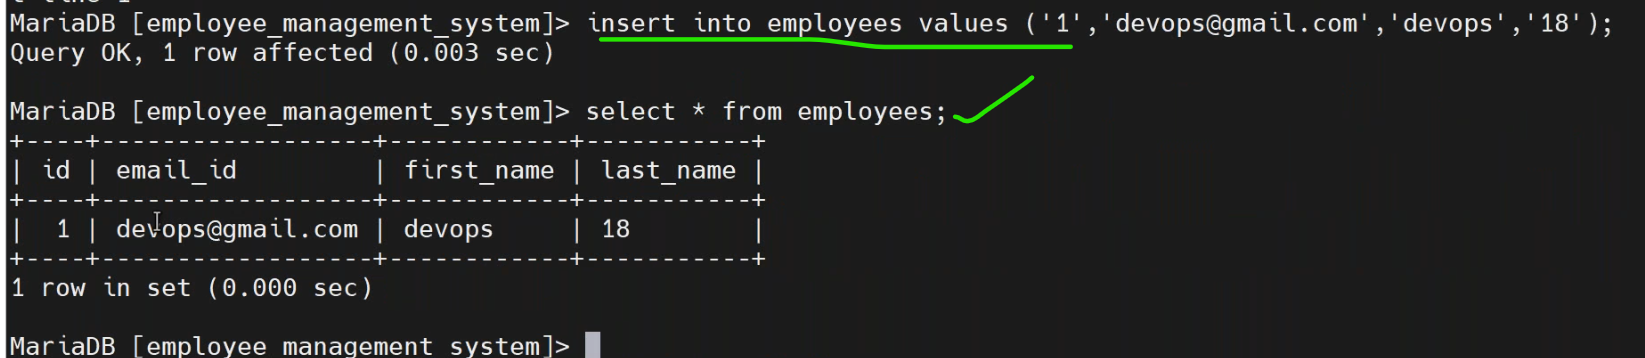 MariaDB [employee_management_system]> insert into employees values ('1','devops@gmail.com','devops','18');
Query OK, 1 row affected (0.003 sec)
MariaDB [employee_management_system]> select * from employees;
+----+------------------+------------+-----------+
| id | email_id         | first_name | last_name |
+----+------------------+------------+-----------+
|  1 | devops@gmail.com | devops     | 18        |
+----+------------------+------------+-----------+
1 row in set (0.000 sec)
MariaDB [employee_management_system]>